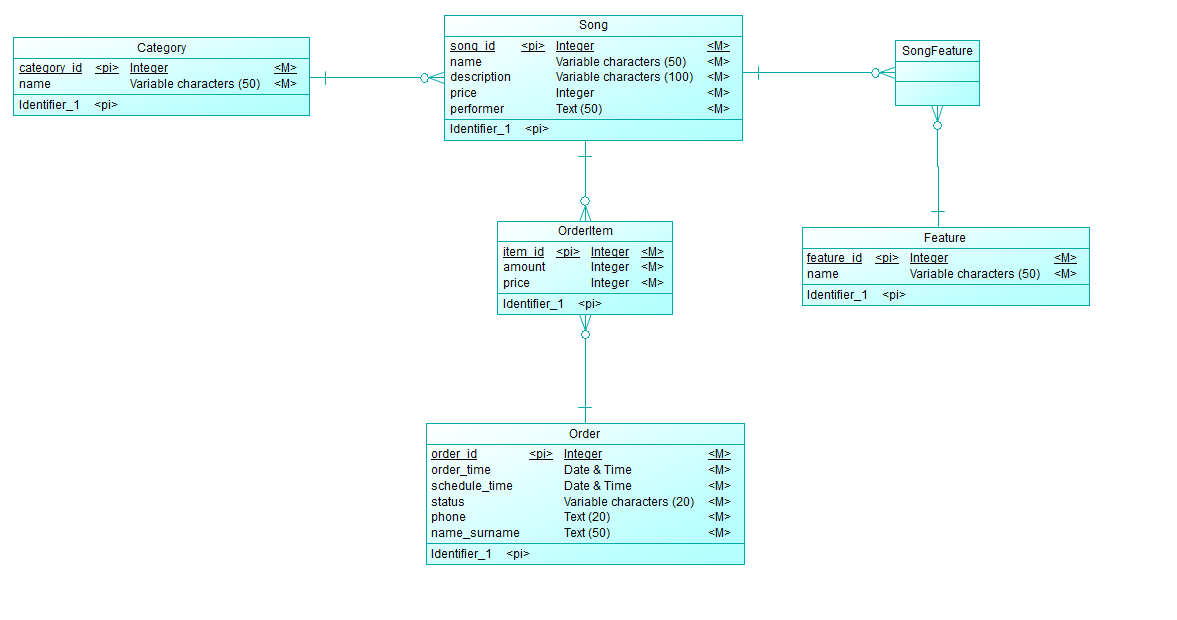 Category
category_id <pi> Integer <M>
name Variable characters (50) <M>
Identifier_1 <pi>
Song
song_id <pi> Integer <M>
name Variable characters (50) <M>
description Variable characters (100) <M>
price Integer <M>
performer Text (50) <M>
Identifier_1 <pi>
SongFeature
OrderItem
item_id <pi> Integer <M>
amount Integer <M>
price Integer <M>
Identifier_1 <pi>
Feature
feature_id <pi> Integer <M>
name Variable characters (50) <M>
Identifier_1 <pi>
Order
order_id <pi> Integer <M>
order_time Date & Time <M>
schedule_time Date & Time <M>
status Variable characters (20) <M>
phone Text (20) <M>
name_surname Text (50) <M>
Identifier_1 <pi>